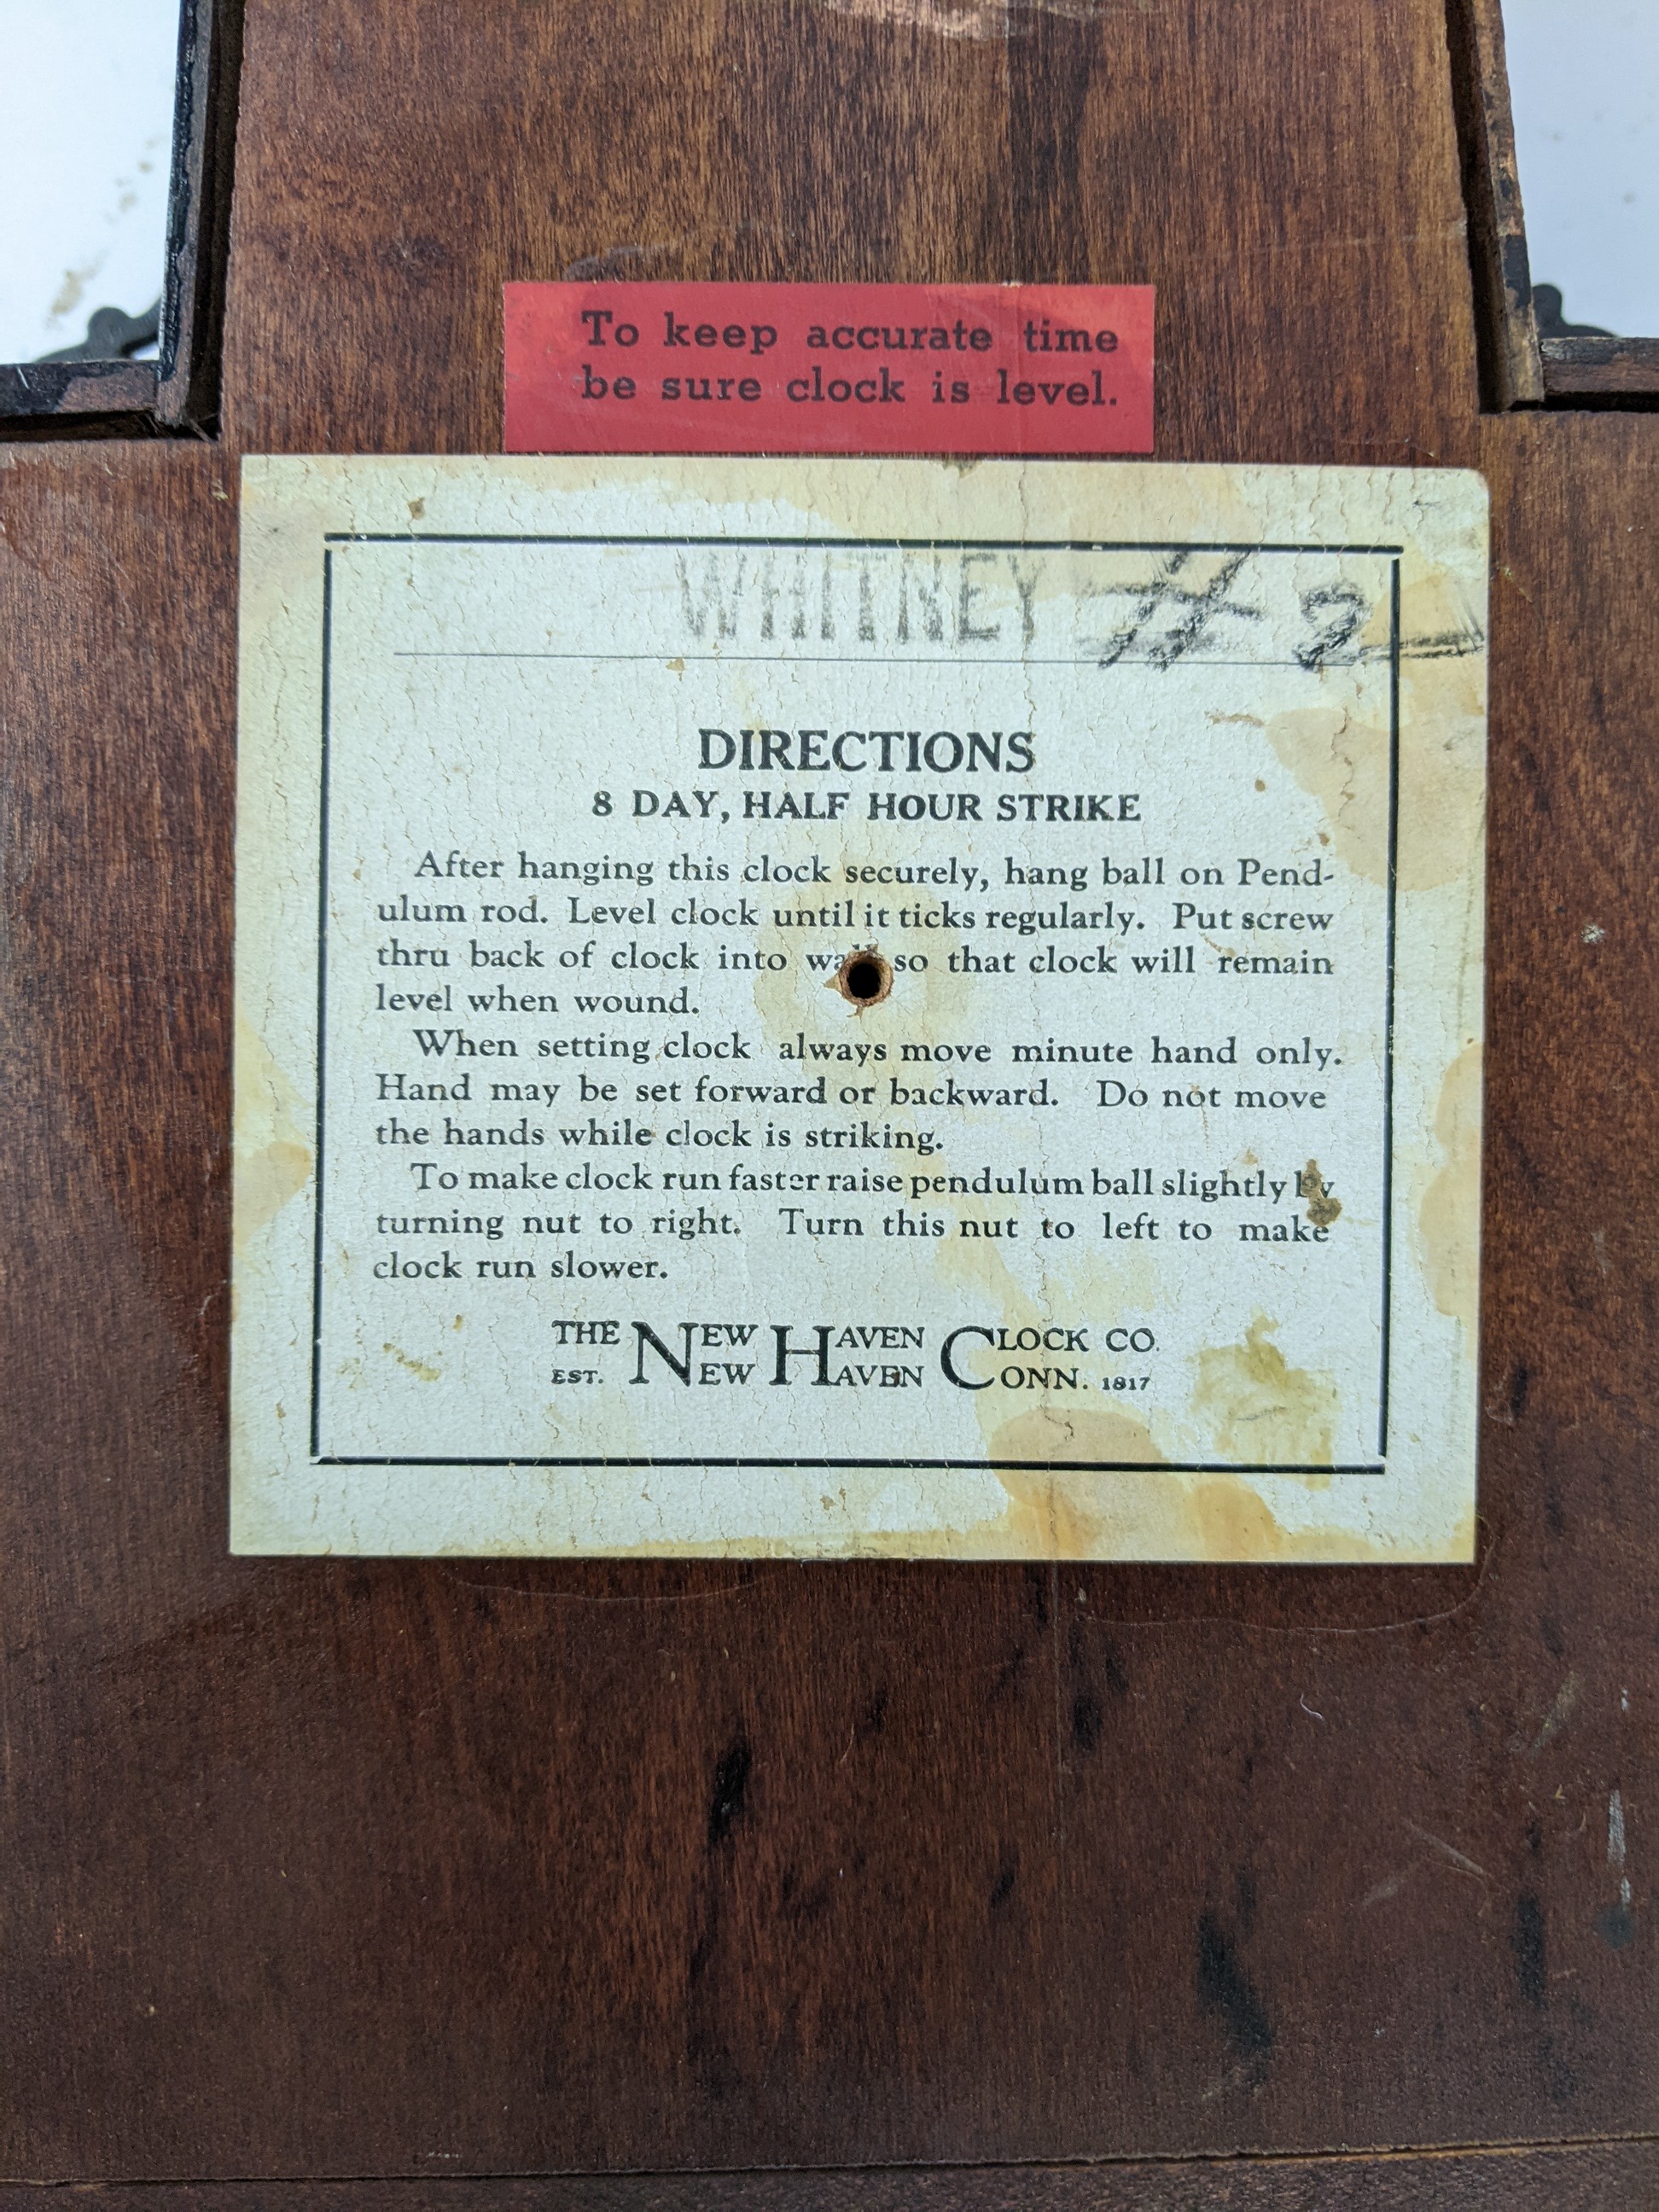 To keep accurate time
be sure clock is level.
WHITNEY # 2
DIRECTIONS
8 DAY, HALF HOUR STRIKE
After hanging this clock securely, hang ball on Pend-
ulum rod. Level clock until it ticks regularly. Put screw
thru back of clock into wall so that clock will remain
level when wound.
When setting clock always move minute hand only.
Hand may be set forward or backward. Do not move
the hands while clock is striking.
To make clock run faster raise pendulum ball slightly by
turning nut to right. Turn this nut to left to make
clock run slower.
THE NEW HAVEN CLOCK CO.
EST. NEW HAVEN CONN. 1817